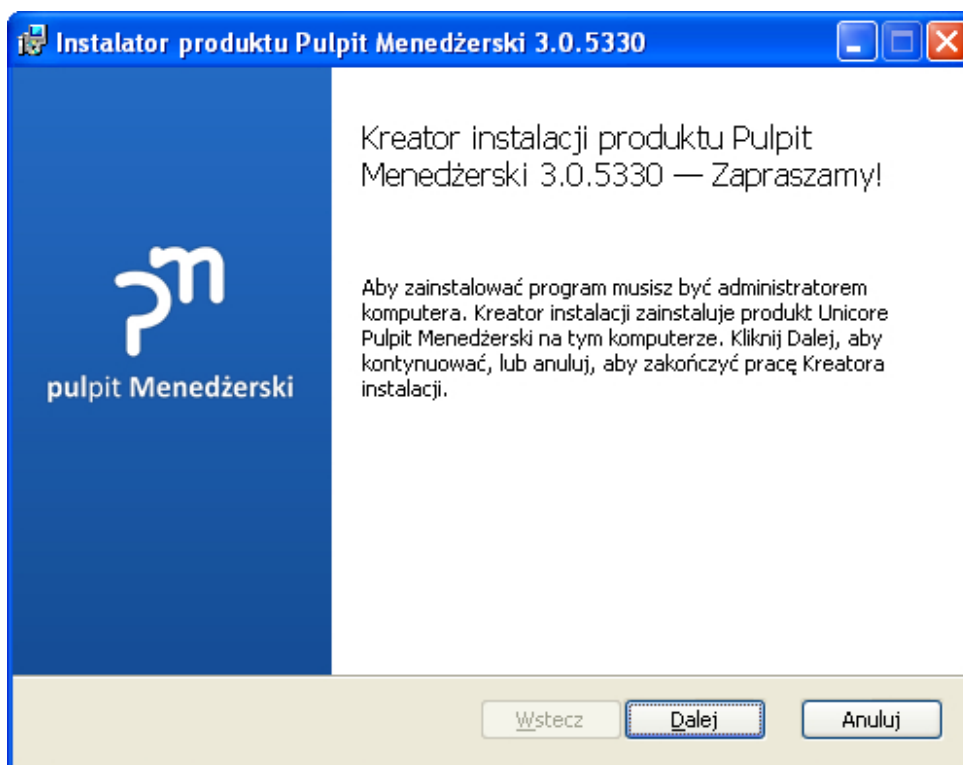 Instalator produktu Pulpit Menedżerski 3.0.5330
Kreator instalacji produktu Pulpit
Menedżerski 3.0.5330 — Zapraszamy!
Aby zainstalować program musisz być administratorem
komputera. Kreator instalacji zainstaluje produkt Unicore
Pulpit Menedżerski na tym komputerze. Kliknij Dalej, aby
kontynuować, lub anuluj, aby zakończyć pracę Kreatora
instalacji.
pm
pulpit Menedżerski
Wstecz
Dalej
Anuluj